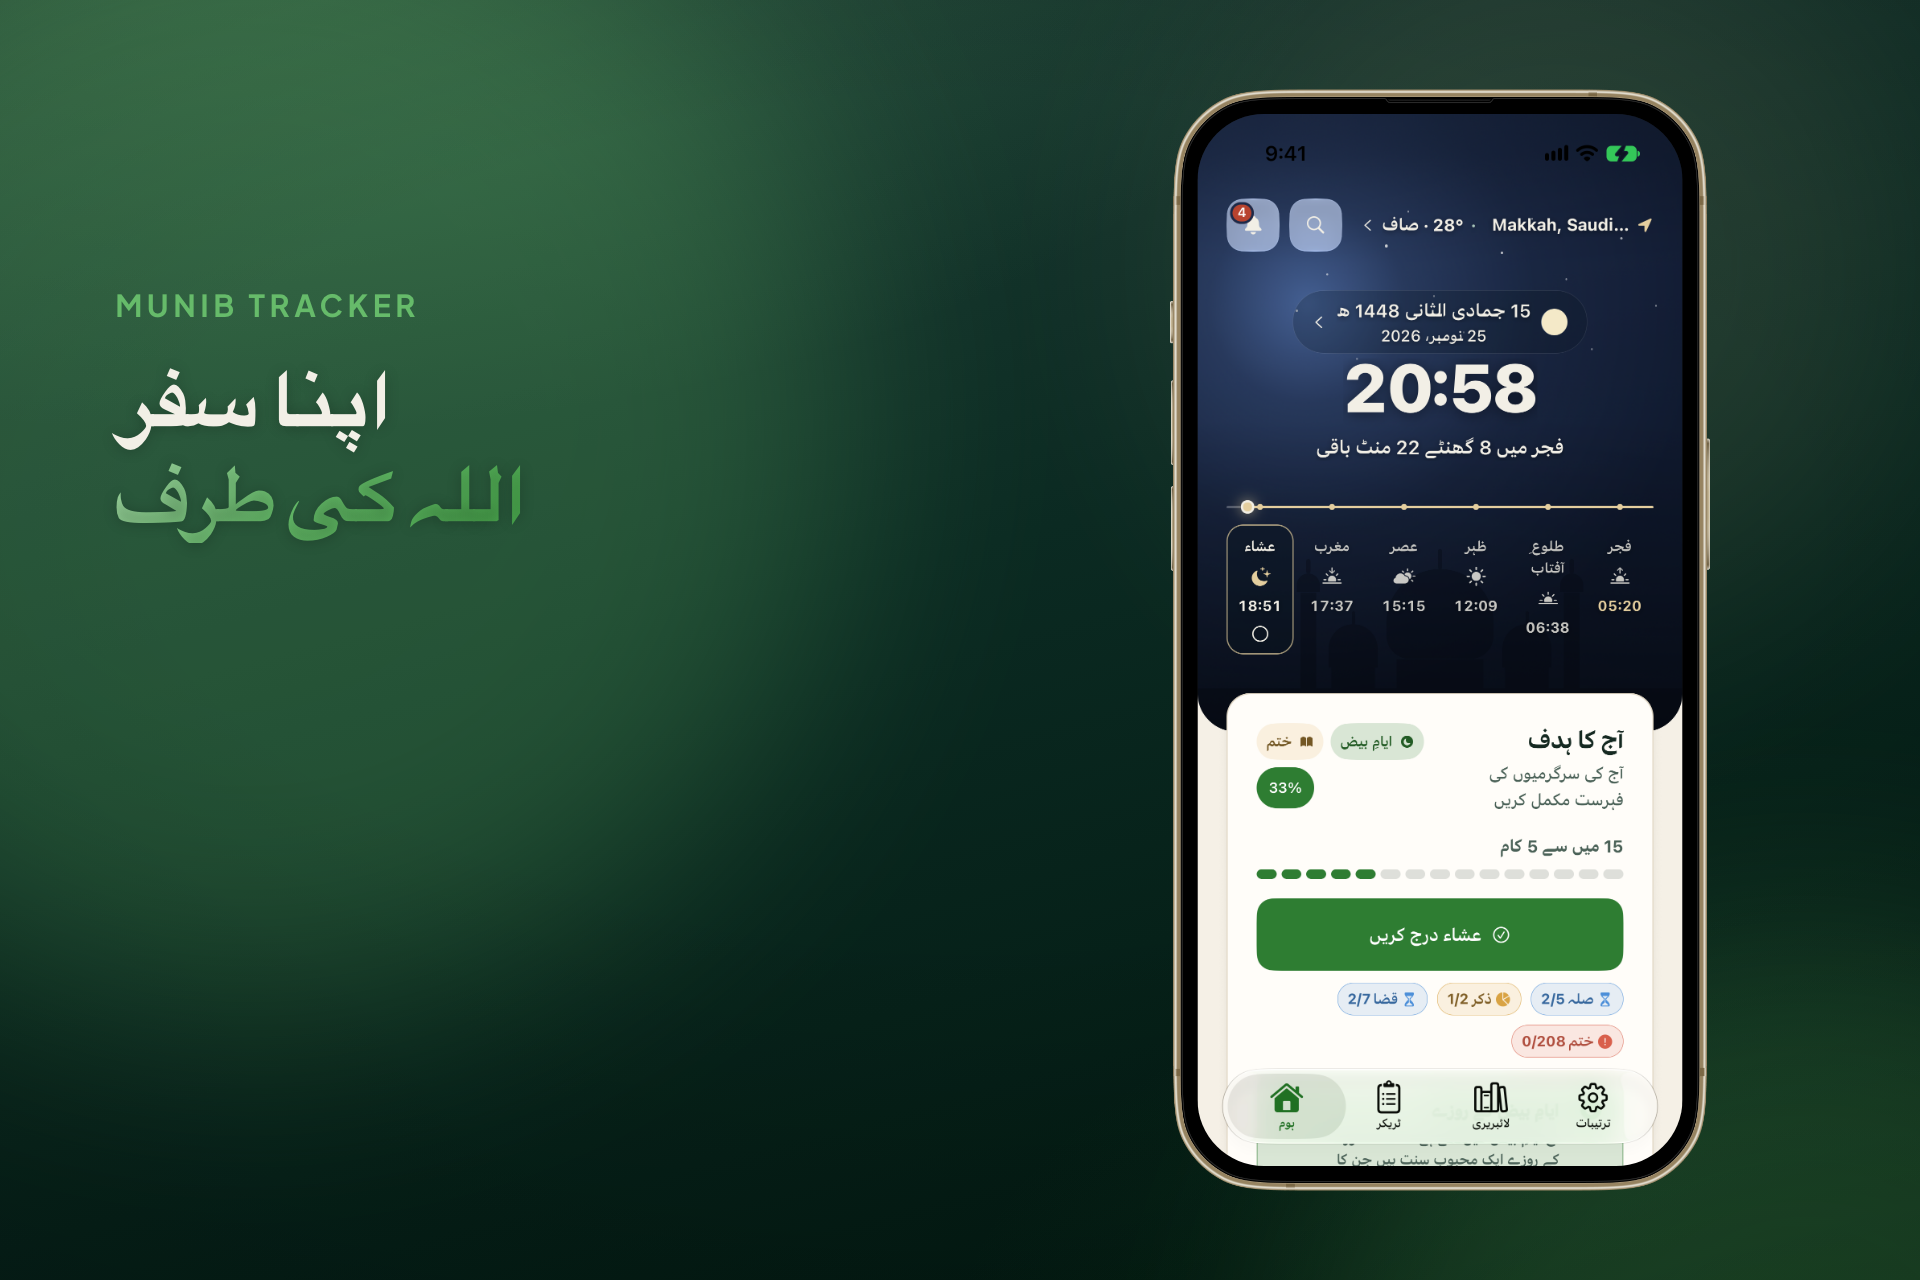 MUNIB TRACKER
اپنا سفر
اللہ کی طرف
9:41
Makkah, Saudi... · 28° · صاف
4
15 جمادی الثانی 1448 ھ
25 نومبر، 2026
20:58
فجر میں 8 گھنٹے 22 منٹ باقی
فجر
05:20
طلوع آفتاب
06:38
ظہر
12:09
عصر
15:15
مغرب
17:37
عشاء
18:51
آج کا ہدف
ایامِ بیض
ختم
آج کی سرگرمیوں کی
فہرست مکمل کریں
33%
15 میں سے 5 کام
عشاء درج کریں
صلہ 2/5
ذکر 1/2
قضا 2/7
ختم 0/208
ترتیبات
لائبریری
ٹریکر
ہوم
کے روزے ایک محبوب سنت ہیں جن کا